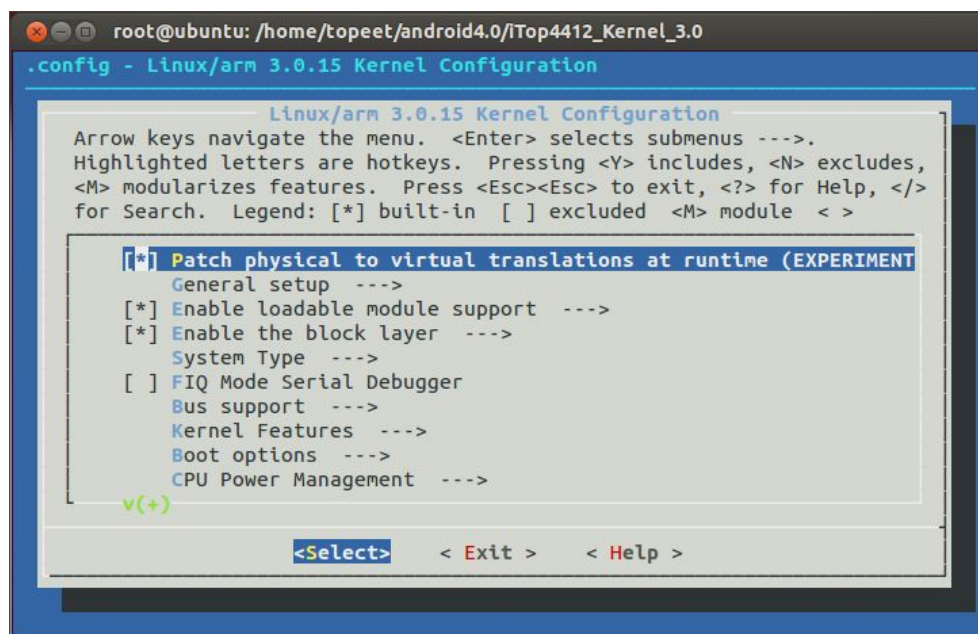 root@ubuntu: /home/topeet/android4.0/iTop4412_Kernel_3.0
.config - Linux/arm 3.0.15 Kernel Configuration
Linux/arm 3.0.15 Kernel Configuration
Arrow keys navigate the menu.  <Enter> selects submenus --->.
Highlighted letters are hotkeys.  Pressing <Y> includes, <N> excludes,
<M> modularizes features.  Press <Esc><Esc> to exit, <?> for Help, </>
for Search.  Legend: [*] built-in  [ ] excluded  <M> module  < >
[*] Patch physical to virtual translations at runtime (EXPERIMENT
General setup  --->
[*] Enable loadable module support  --->
[*] Enable the block layer  --->
System Type  --->
[ ] FIQ Mode Serial Debugger
Bus support  --->
Kernel Features  --->
Boot options  --->
CPU Power Management  --->
v(+)
<Select>    < Exit >    < Help >